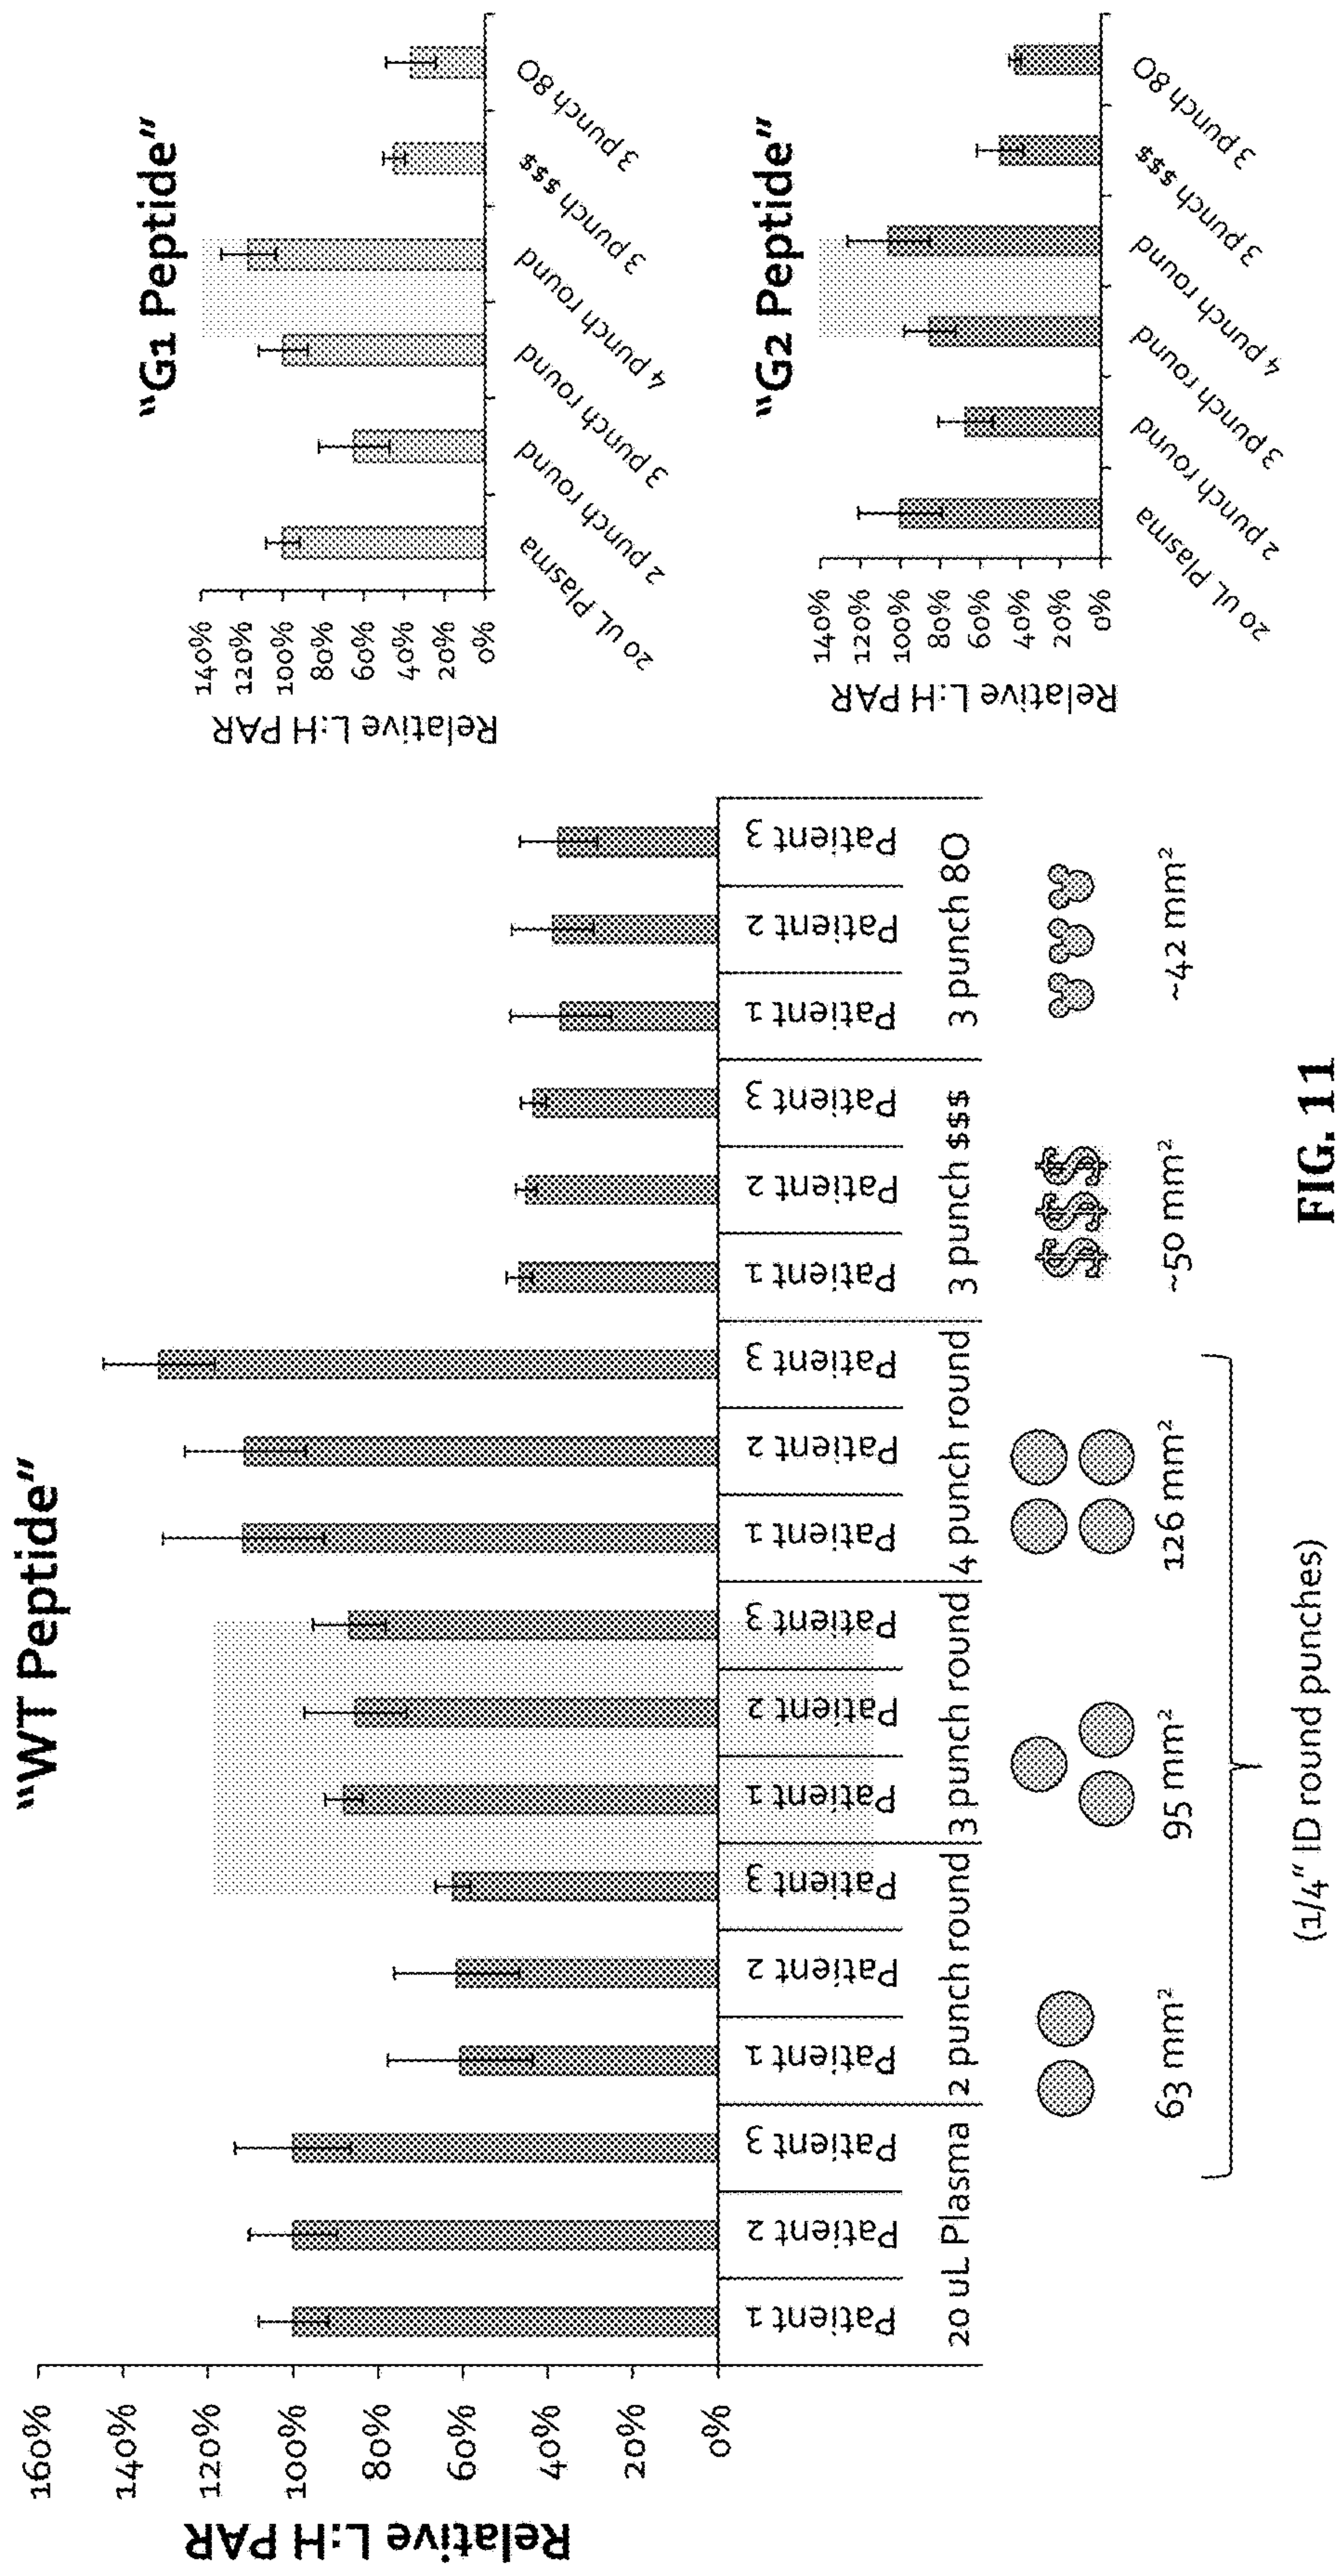 “WT Peptide”
Relative L:H PAR
160%
140%
120%
100%
80%
60%
40%
20%
0%
Patient 1
Patient 2
Patient 3
Patient 1
Patient 2
Patient 3
Patient 1
Patient 2
Patient 3
Patient 1
Patient 2
Patient 3
Patient 1
Patient 2
Patient 3
Patient 1
Patient 2
Patient 3
20 uL Plasma
2 punch round
3 punch round
4 punch round
3 punch $$$
3 punch 8O
$$$
63 mm²
95 mm²
126 mm²
~50 mm²
~42 mm²
(1/4“ ID round punches)
“G1 Peptide”
Relative L:H PAR
140%
120%
100%
80%
60%
40%
20%
0%
20 uL Plasma
2 punch round
3 punch round
4 punch round
3 punch $$$
3 punch 8O
“G2 Peptide”
Relative L:H PAR
140%
120%
100%
80%
60%
40%
20%
0%
20 uL Plasma
2 punch round
3 punch round
4 punch round
3 punch $$$
3 punch 8O
FIG. 11